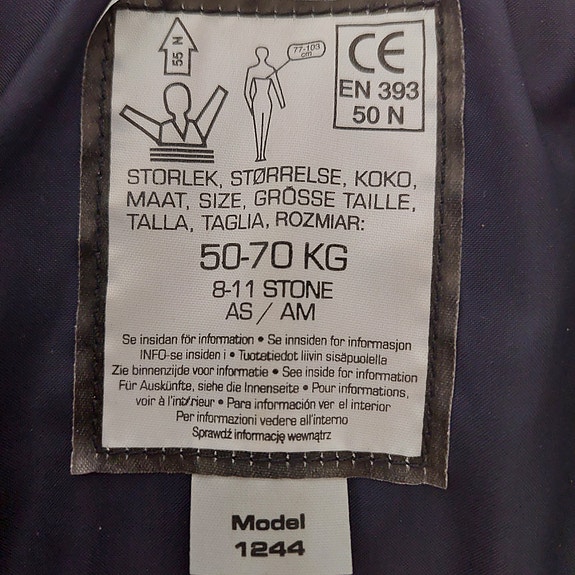 55 N
77-103
cm
CE
EN 393
50 N
STORLEK, STØRRELSE, KOKO,
MAAT, SIZE, GRÖSSE TAILLE,
TALLA, TAGLIA, ROZMIAR:
50-70 KG
8-11 STONE
AS / AM
Se insidan för information • Se innsiden for informasjon
INFO-se insiden i • Tuotetiedot liivin sisäpuolella
Zie binnenzijde voor informatie • See inside for information
Für Auskünfte, siehe die Innenseite • Pour informations,
voir à l'int/rieur • Para información ver el interior
Per informazioni vedere all'interno
Sprawdź informację wewnątrz
Model
1244